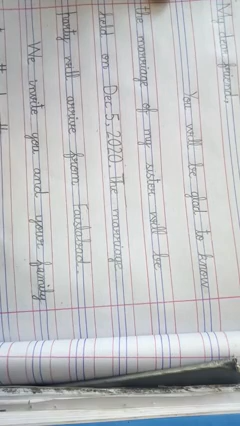 My dear friend,
You will be glad to know
the marriage of my sister will be
held on Dec 5, 2020. The marriage
Party will arrive from Faislabad.
We invite you and your family